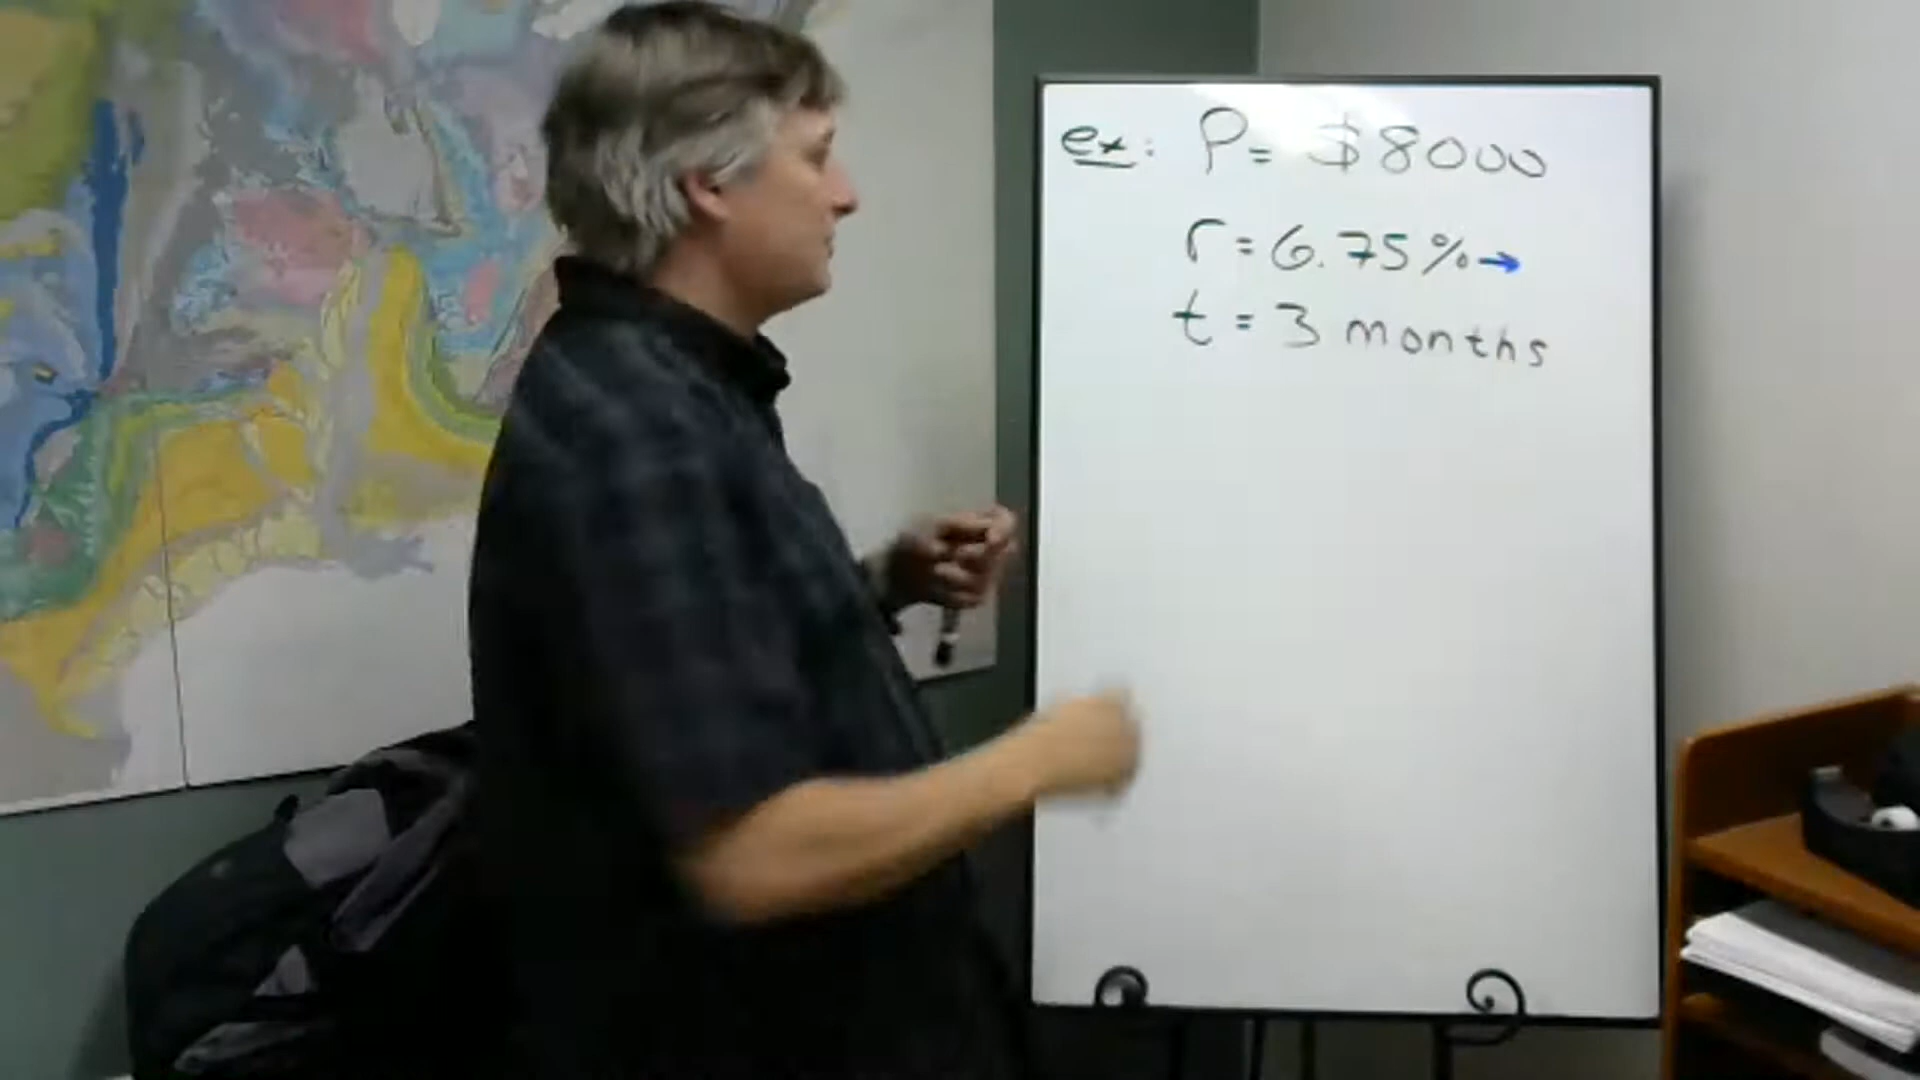 ex: P = $8000
r = 6.75% →
t = 3 months